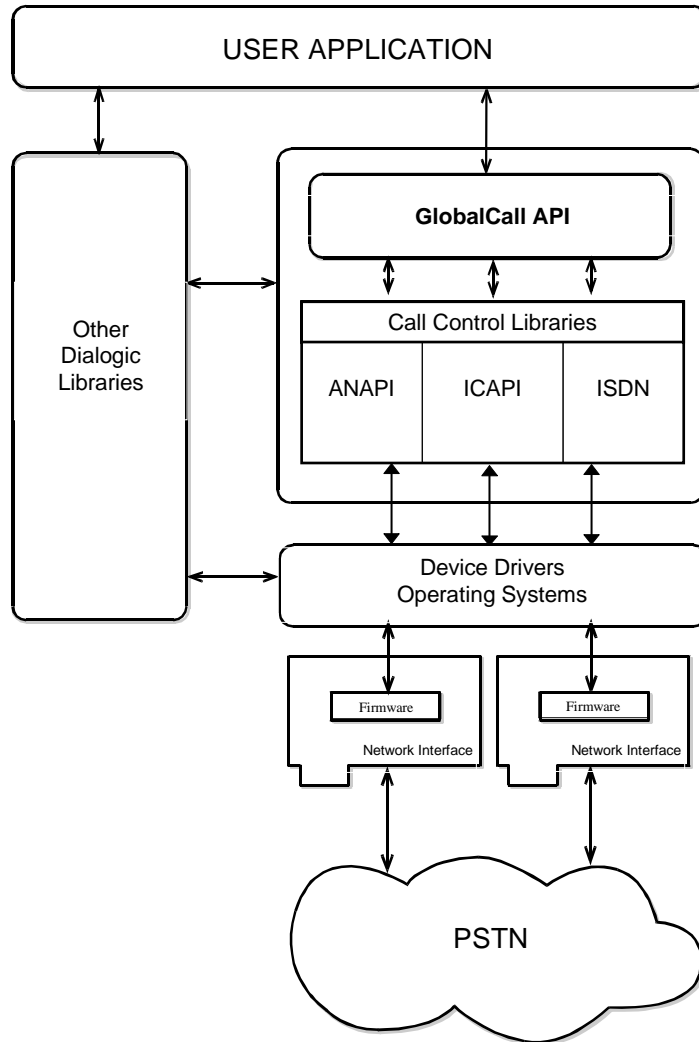 USER APPLICATION
GlobalCall API
Call Control Libraries
ANAPI
ICAPI
ISDN
Other
Dialogic
Libraries
Device Drivers
Operating Systems
Firmware
Network Interface
Firmware
Network Interface
PSTN